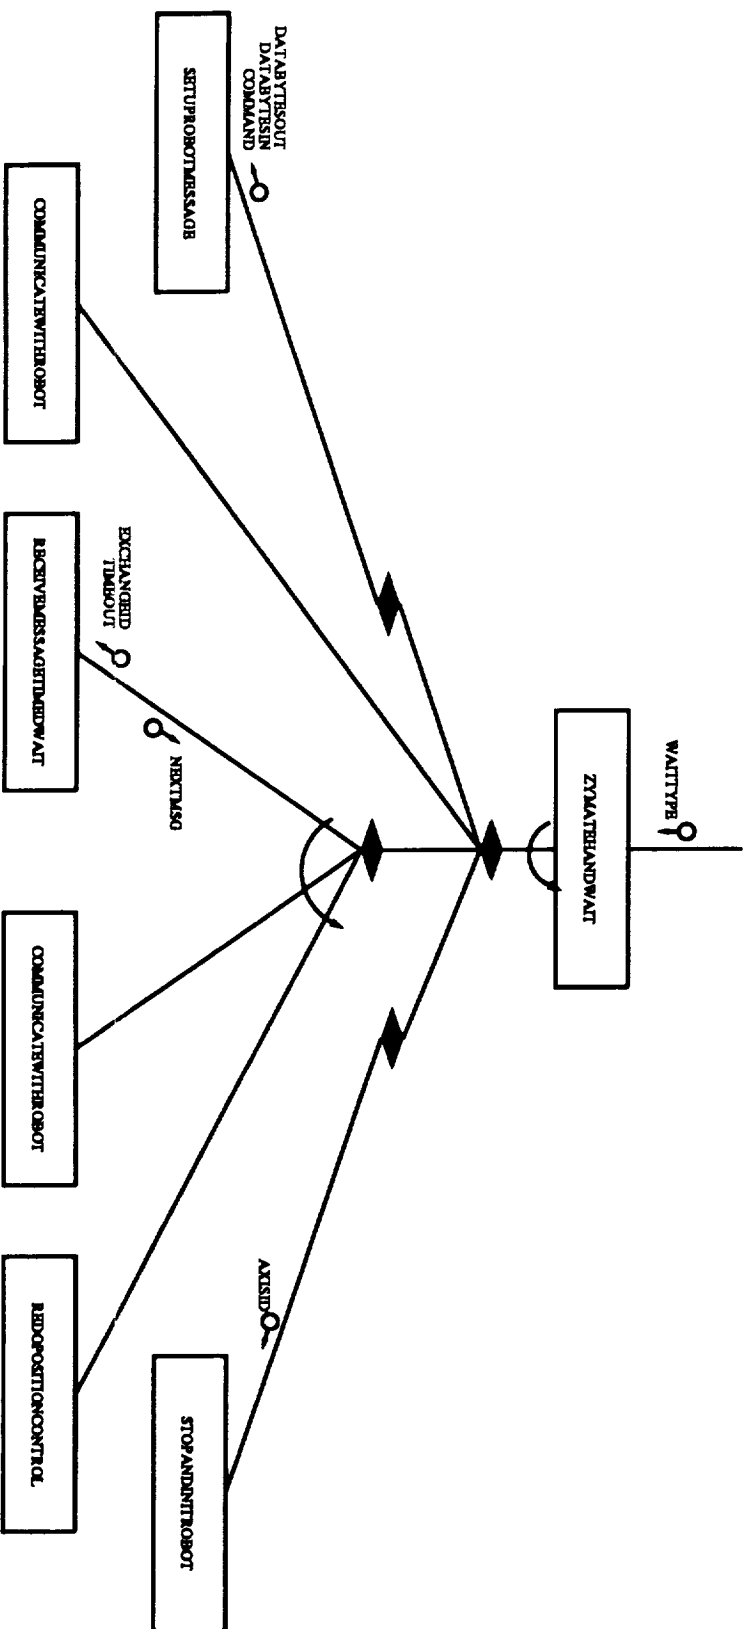 WAITTYPE
ZYMATEHANDWAIT
DATABYTESOUT
DATABYTESIN
COMMAND
SETUPROBOTMESSAGE
AXISID
STOPANDINITROBOT
EXCHANGEID
TIMEOUT
NEXTMSG
COMMUNICATEWITHROBOT
RECEIVEMESSAGETIMEDWAIT
COMMUNICATEWITHROBOT
REDOPOSITIONCONTROL